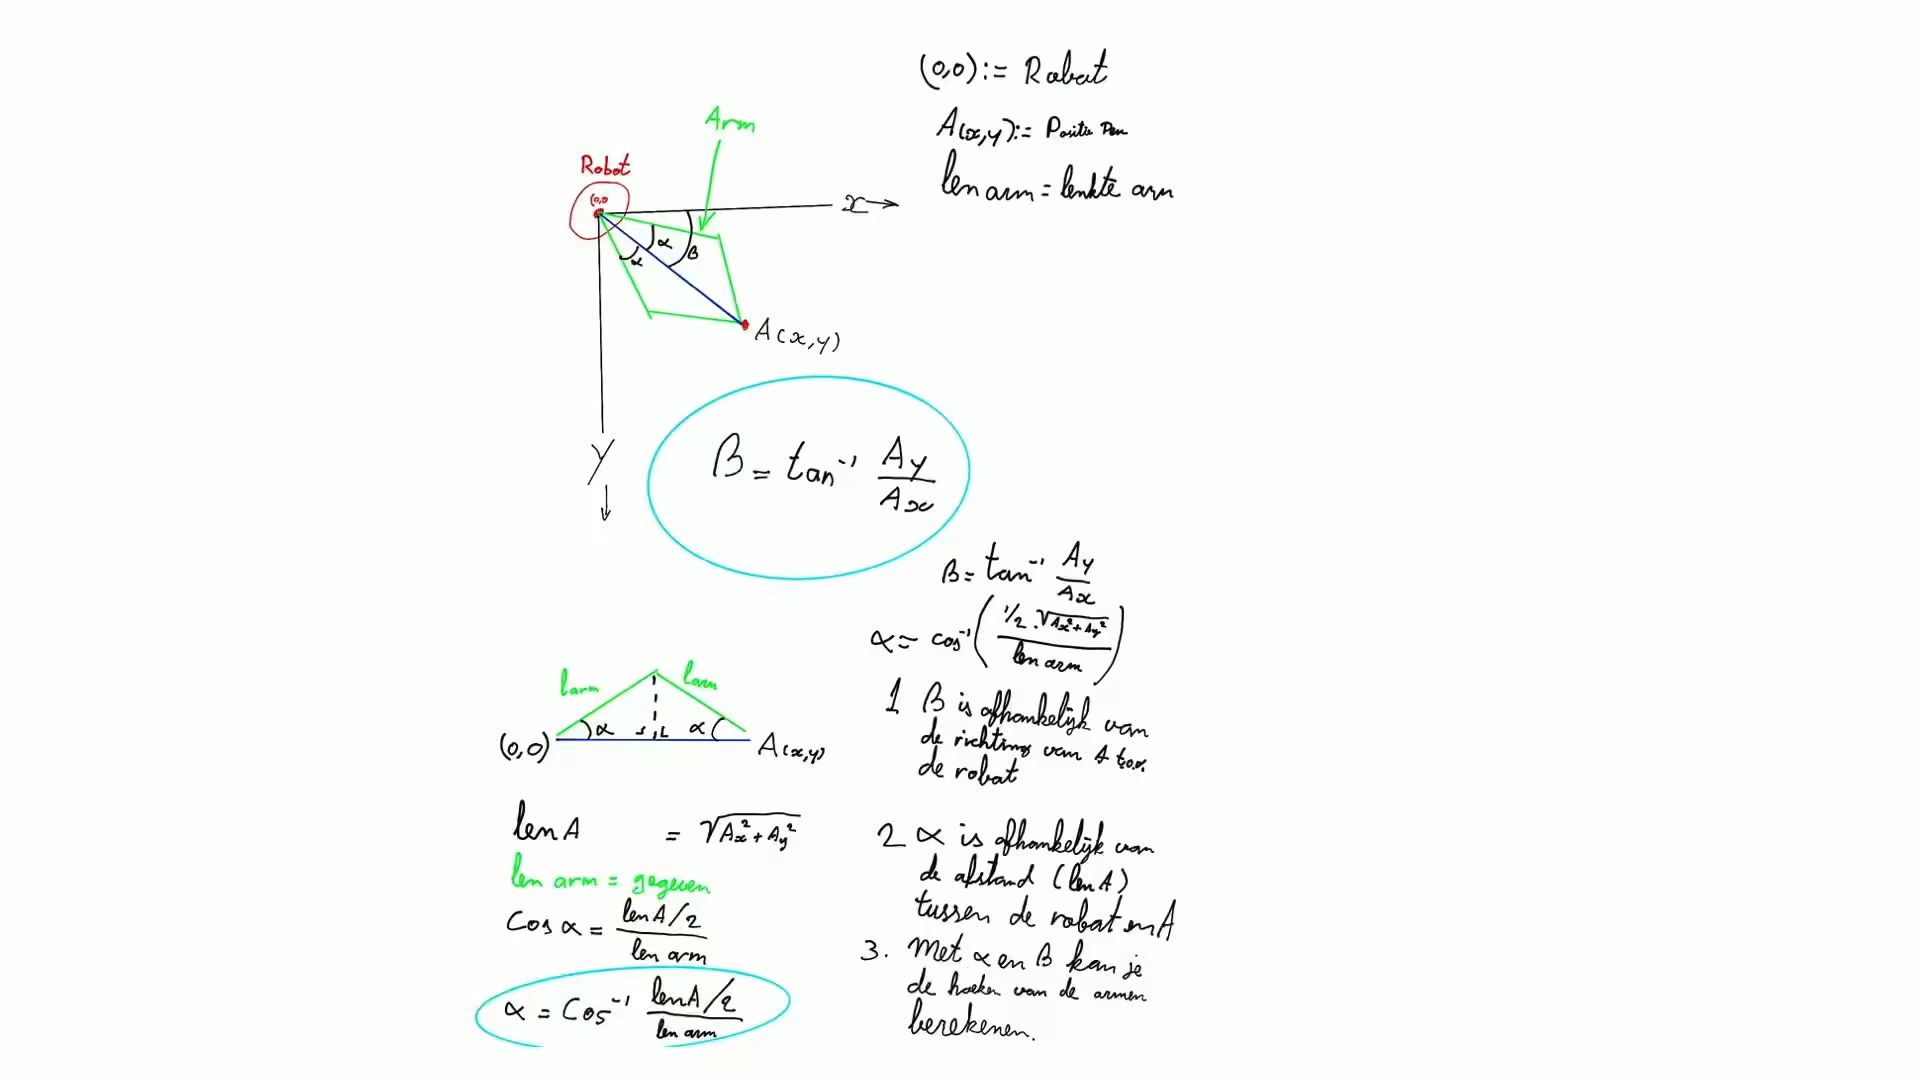 (0,0) := Robot
A(x,y) := Positie Pen
len arm = lenkte arm
Arm
Robot
(0,0
x →
α
β
α
A(x,y)
y
β = tan⁻¹ Ay / Ax
β = tan⁻¹ Ay / Ax
α = cos⁻¹ ( 1/2 . √Ax² + Ay² / len arm )
larm
larm
α
α
(0,0)
A(x,y)
len A = √Ax² + Ay²
len arm = gegeven
Cos α = len A/2 / len arm
α = Cos⁻¹ len A/2 / len arm
1 β is afhankelijk van
de richting van A t.o.v.
de robot
2 α is afhankelijk van
de afstand (len A)
tussen de robot en A
3. Met α en β kan je
de hoeken van de armen
berekenen.